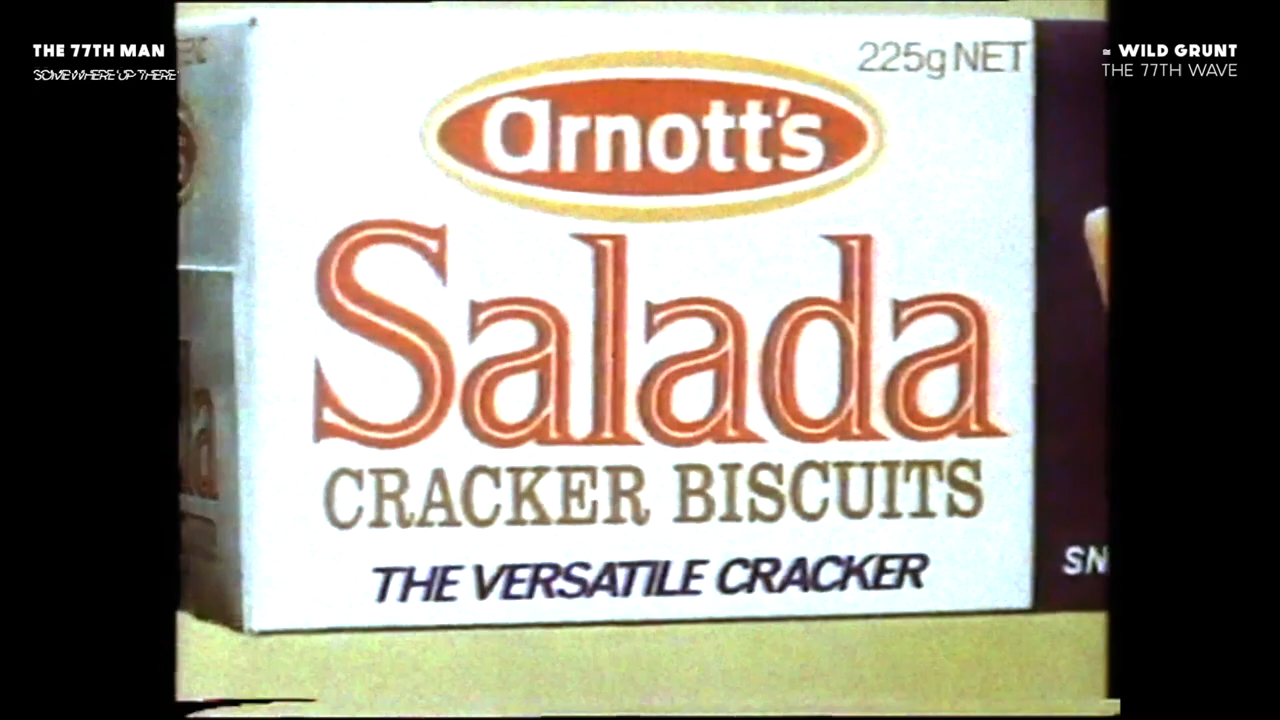 THE 77TH MAN
SOMEWHERE UP THERE
≈ WILD GRUNT
THE 77TH WAVE
225g NET
arnott's
Salada
CRACKER BISCUITS
THE VERSATILE CRACKER
SN